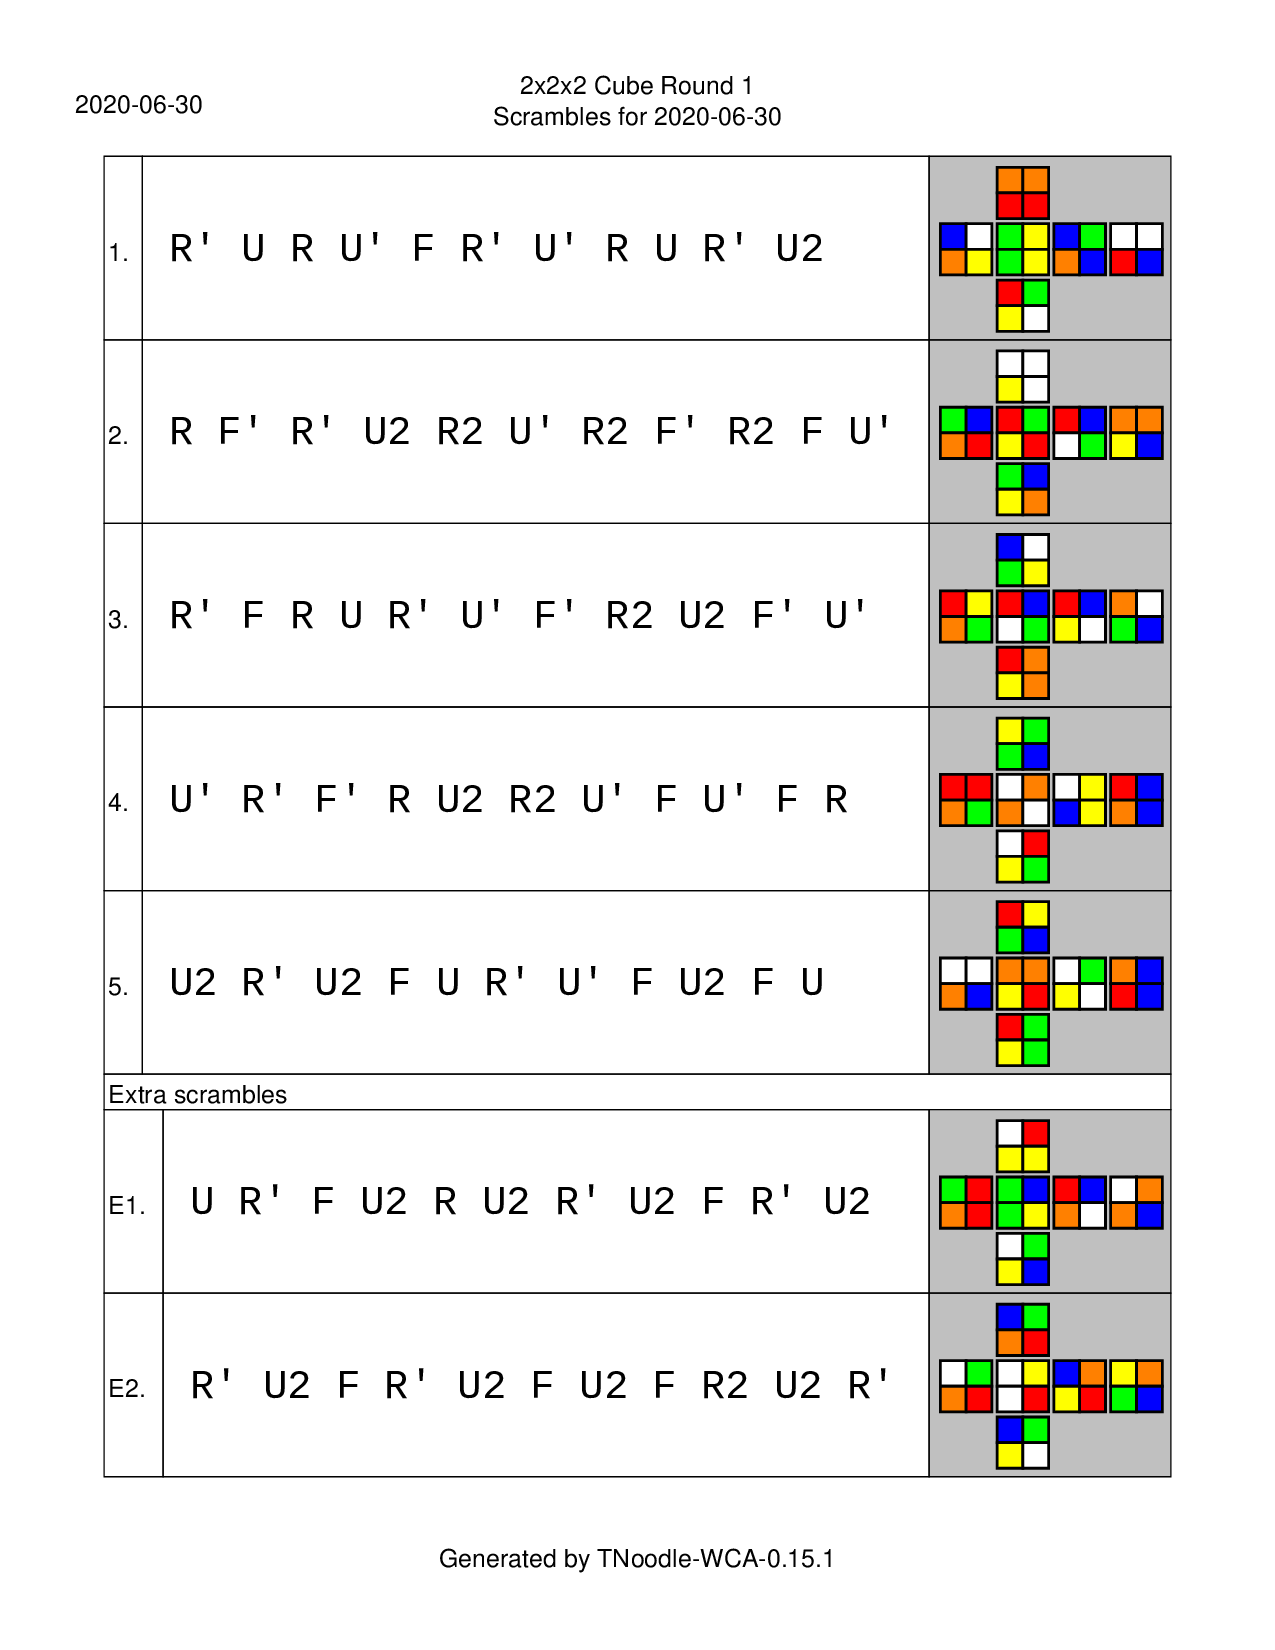 2x2x2 Cube Round 1
2020-06-30
Scrambles for 2020-06-30
1. R' U R U' F R' U' R U R' U2
2. R F' R' U2 R2 U' R2 F' R2 F U'
3. R' F R U R' U' F' R2 U2 F' U'
4. U' R' F' R U2 R2 U' F U' F R
5. U2 R' U2 F U R' U' F U2 F U
Extra scrambles
E1. U R' F U2 R U2 R' U2 F R' U2
E2. R' U2 F R' U2 F U2 F R2 U2 R'
Generated by TNoodle-WCA-0.15.1